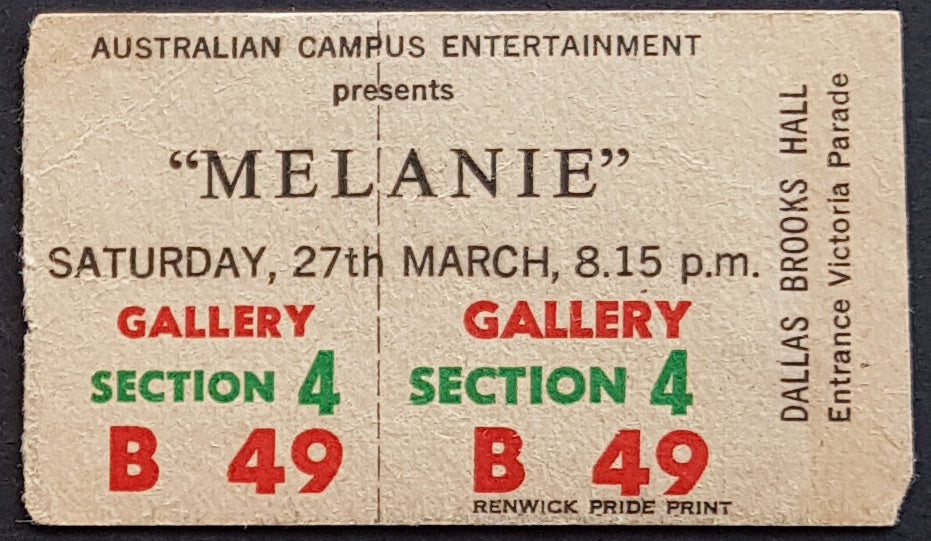 AUSTRALIAN CAMPUS ENTERTAINMENT
presents
“MELANIE”
SATURDAY, 27th MARCH, 8.15 p.m.
GALLERY GALLERY
SECTION 4 SECTION 4
B 49 B 49
RENWICK PRIDE PRINT
DALLAS BROOKS HALL
Entrance Victoria Parade